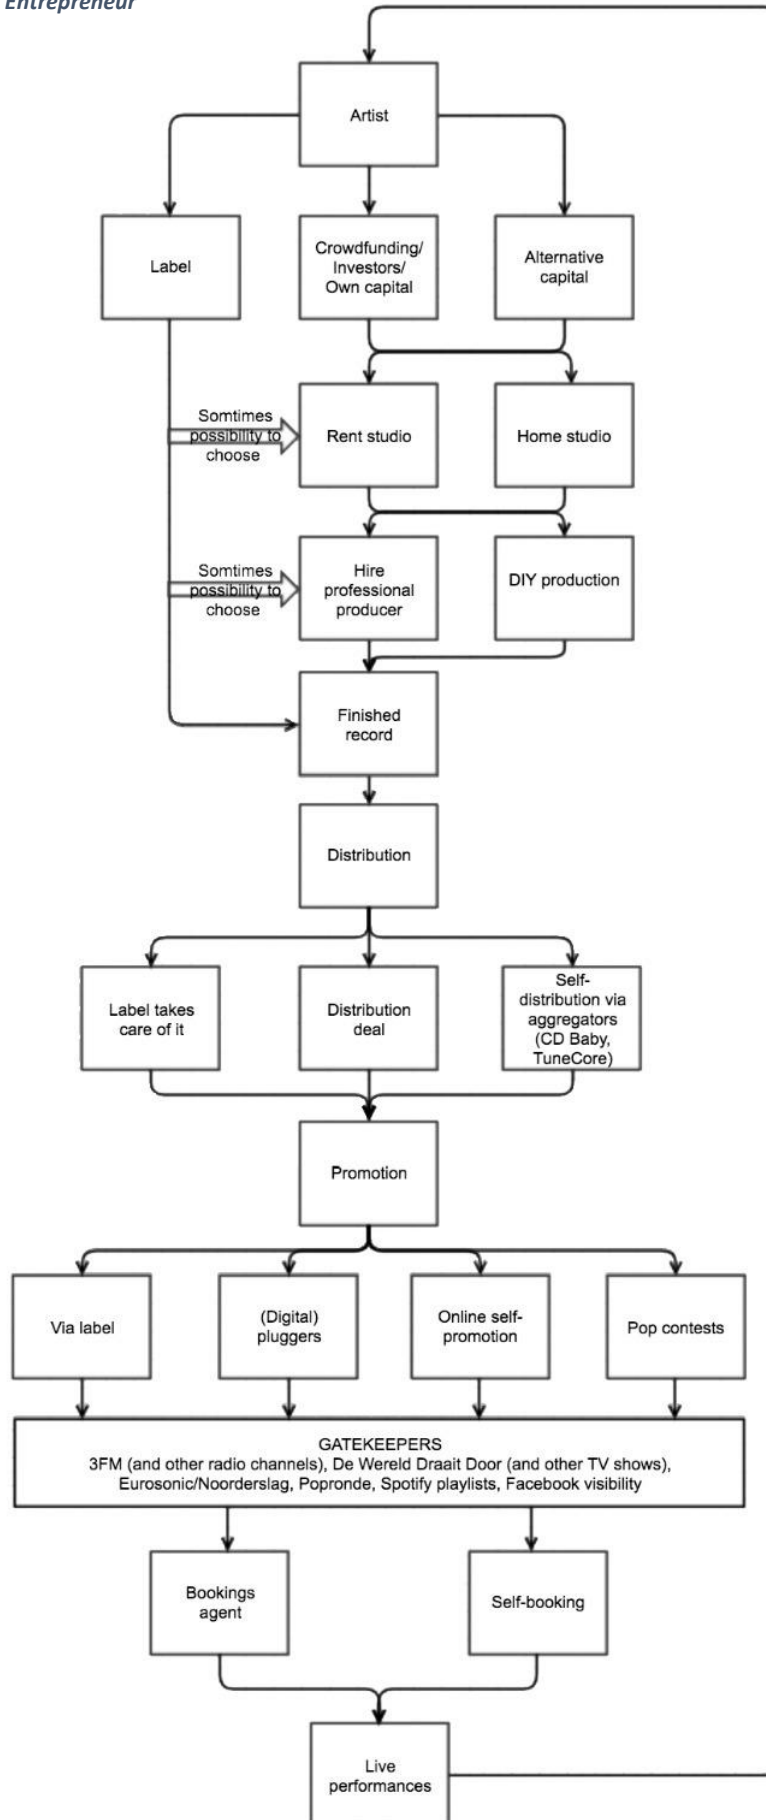 Entrepreneur
Artist
Label
Crowdfunding/
Investors/
Own capital
Alternative
capital
Somtimes
possibility to
choose
Rent studio
Home studio
Somtimes
possibility to
choose
Hire
professional
producer
DIY production
Finished
record
Distribution
Label takes
care of it
Distribution
deal
Self-
distribution via
aggregators
(CD Baby,
TuneCore)
Promotion
Via label
(Digital)
pluggers
Online self-
promotion
Pop contests
GATEKEEPERS
3FM (and other radio channels), De Wereld Draait Door (and other TV shows),
Eurosonic/Noorderslag, Popronde, Spotify playlists, Facebook visibility
Bookings
agent
Self-booking
Live
performances